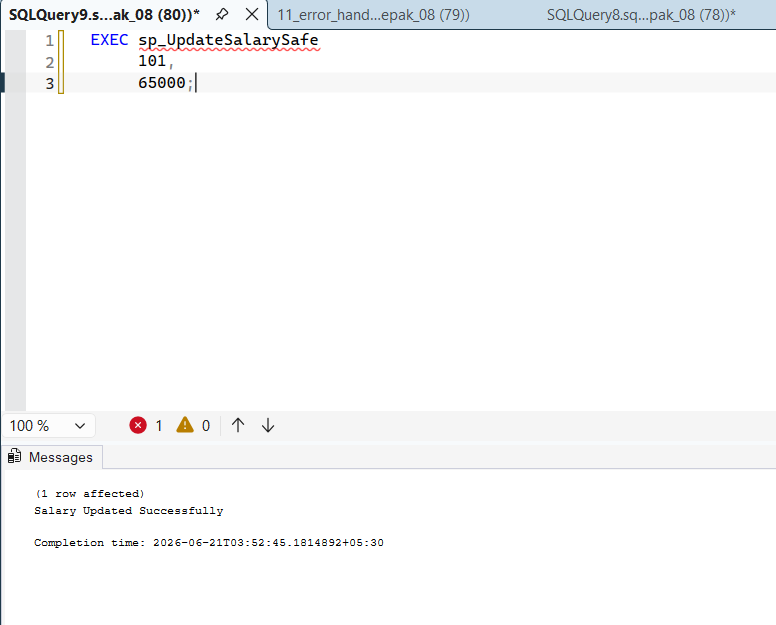 SQLQuery9.s...ak_08 (80))* 11_error_hand...epak_08 (79)) SQLQuery8.sq...pak_08 (78))*
1 EXEC sp_UpdateSalarySafe
2 101,
3 65000;
100 % 1 0
Messages
(1 row affected)
Salary Updated Successfully
Completion time: 2026-06-21T03:52:45.1814892+05:30